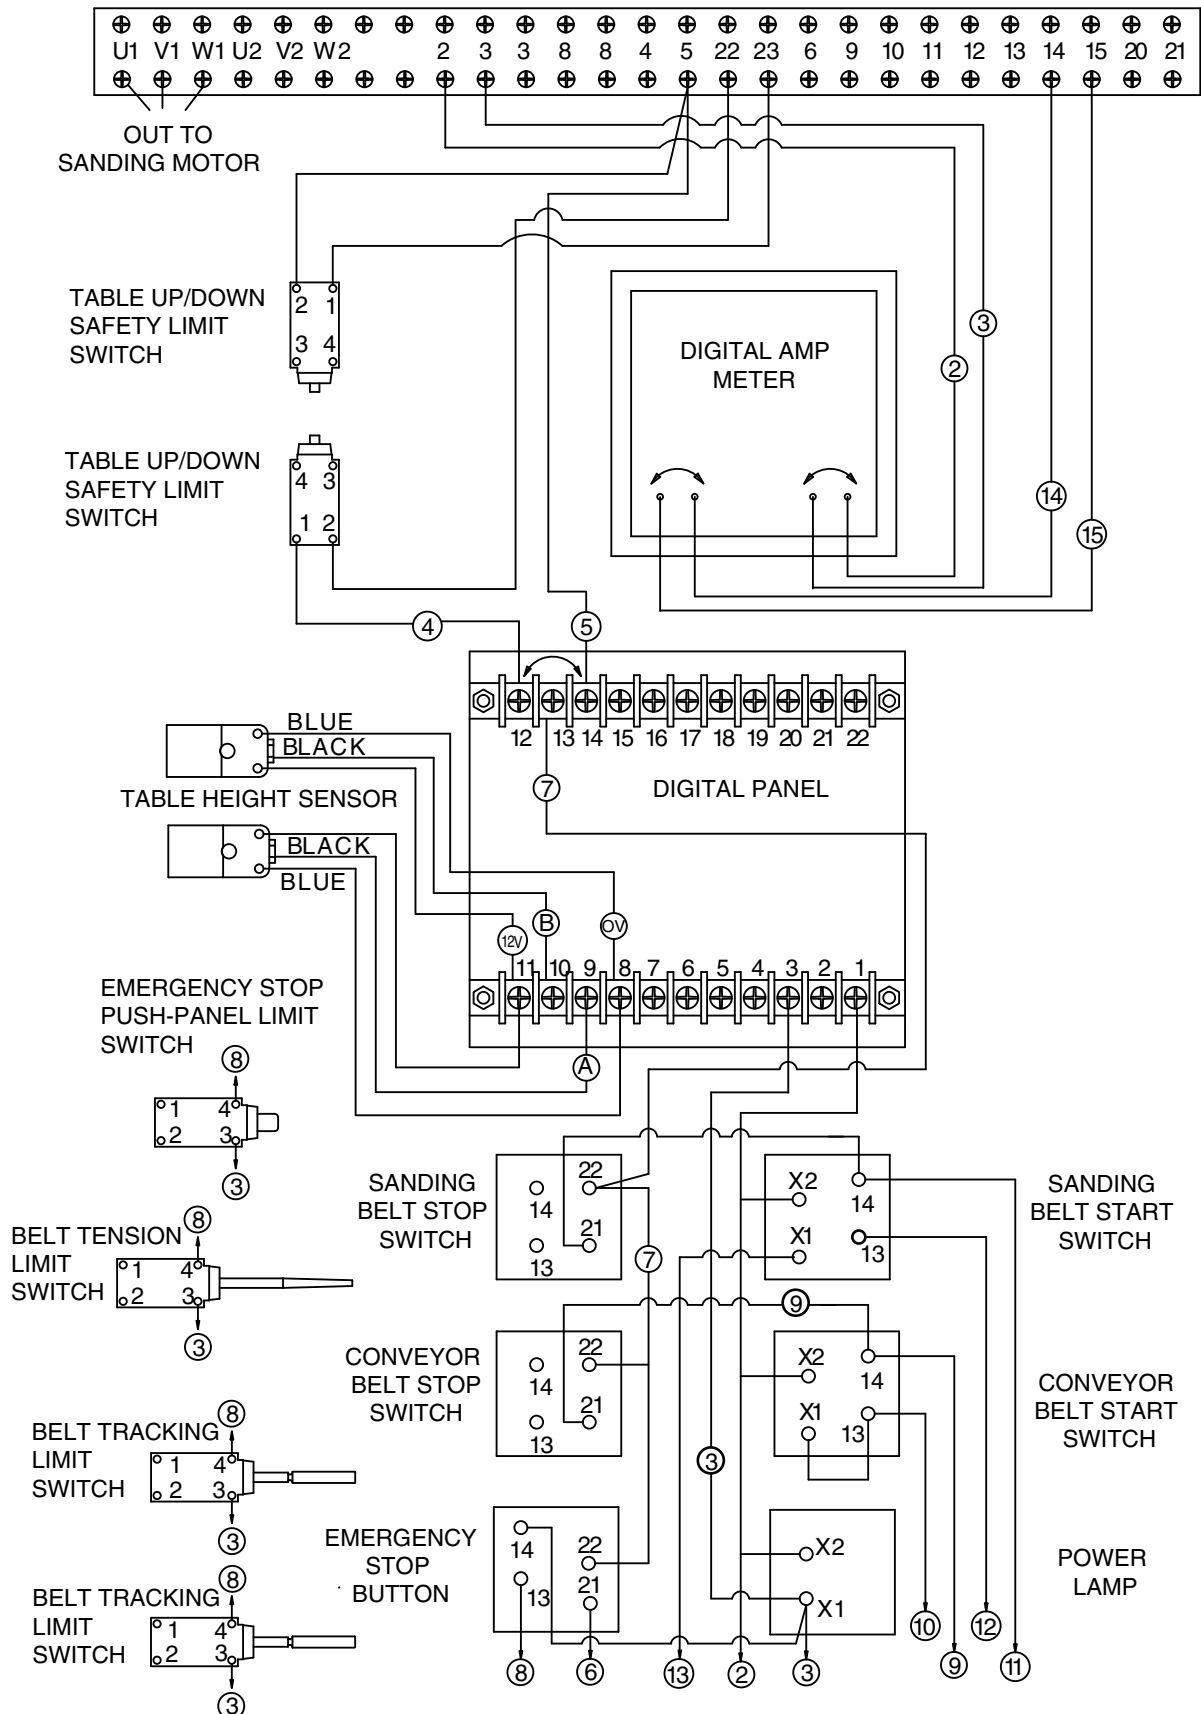 U1 V1 W1 U2 V2 W2 2 3 3 8 8 4 5 22 23 6 9 10 11 12 13 14 15 20 21
OUT TO
SANDING MOTOR
TABLE UP/DOWN
SAFETY LIMIT
SWITCH
2 1
3 4
DIGITAL AMP
METER
3
2
TABLE UP/DOWN
SAFETY LIMIT
SWITCH
4 3
1 2
14
15
4
5
12 13 14 15 16 17 18 19 20 21 22
BLUE
BLACK
TABLE HEIGHT SENSOR
7
DIGITAL PANEL
BLACK
BLUE
12V
B
OV
11 10 9 8 7 6 5 4 3 2 1
A
EMERGENCY STOP
PUSH-PANEL LIMIT
SWITCH
8
1 4
2 3
3
SANDING
BELT STOP
SWITCH
22
14
21
13
X2
14
X1
13
SANDING
BELT START
SWITCH
BELT TENSION
LIMIT
SWITCH
8
1 4
2 3
3
7
9
CONVEYOR
BELT STOP
SWITCH
22
14
21
13
X2
14
X1
13
CONVEYOR
BELT START
SWITCH
BELT TRACKING
LIMIT
SWITCH
8
1 4
2 3
3
3
EMERGENCY
STOP
BUTTON
14
22
13
21
X2
X1
POWER
LAMP
BELT TRACKING
LIMIT
SWITCH
8
1 4
2 3
3
8 6 13 2 3 10 9 12 11